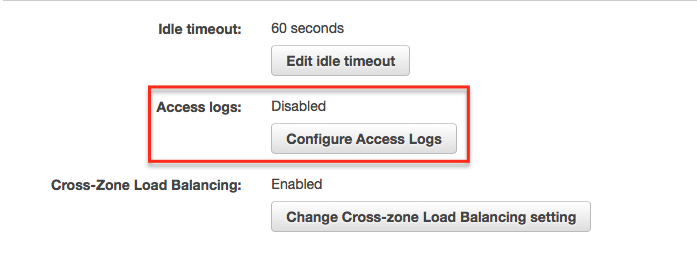 Idle timeout: 60 seconds
Edit idle timeout
Access logs: Disabled
Configure Access Logs
Cross-Zone Load Balancing: Enabled
Change Cross-zone Load Balancing setting